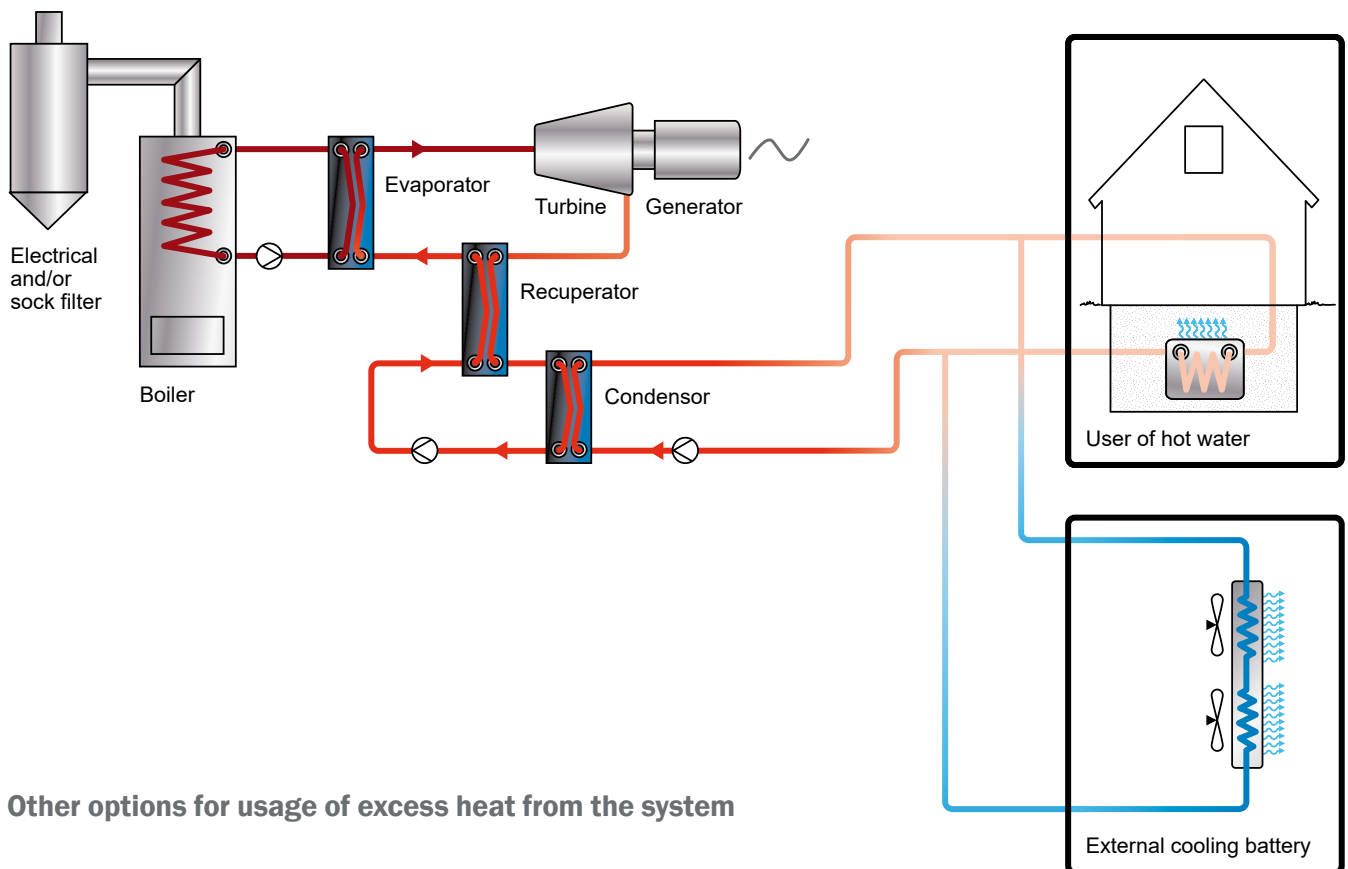 Evaporator
Turbine
Generator
Electrical
and/or
sock filter
Recuperator
Boiler
Condensor
User of hot water
Other options for usage of excess heat from the system
External cooling battery